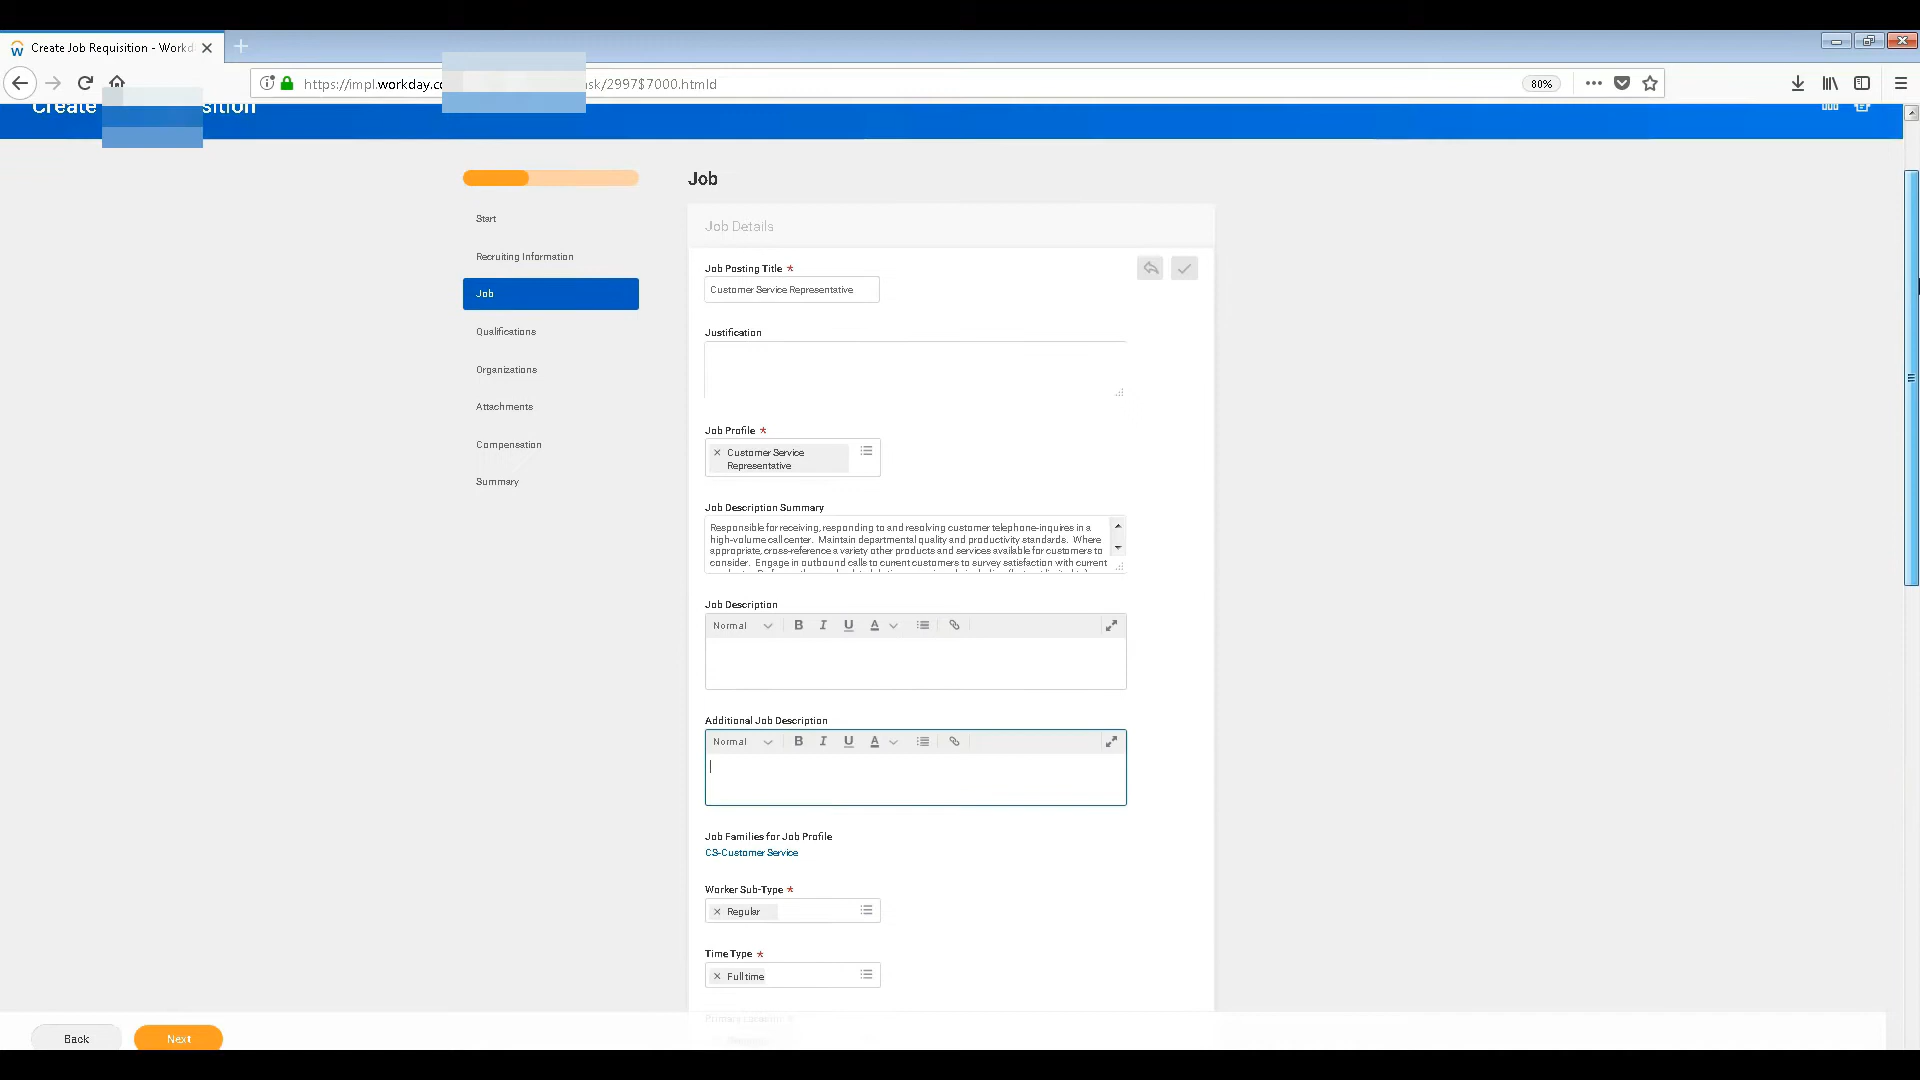 Create Job Requisition - Workd
https://impl.workday.c
sk/2997$7000.htmld
80%
Create
sition
Job
Start
Recruiting Information
Job
Qualifications
Organizations
Attachments
Compensation
Summary
Job Details
Job Posting Title *
Customer Service Representative
Justification
Job Profile *
Customer Service
Representative
Job Description Summary
Responsible for receiving, responding to and resolving customer telephone-inquires in a
high-volume call center. Maintain departmental quality and productivity standards. Where
appropriate, cross-reference a variety other products and services available for customers to
consider. Engage in outbound calls to current customers to survey satisfaction with current
Job Description
Normal B I U A
Additional Job Description
Normal B I U A
Job Families for Job Profile
CS-Customer Service
Worker Sub-Type *
Regular
Time Type *
Full time
Primary Location *
Back
Next